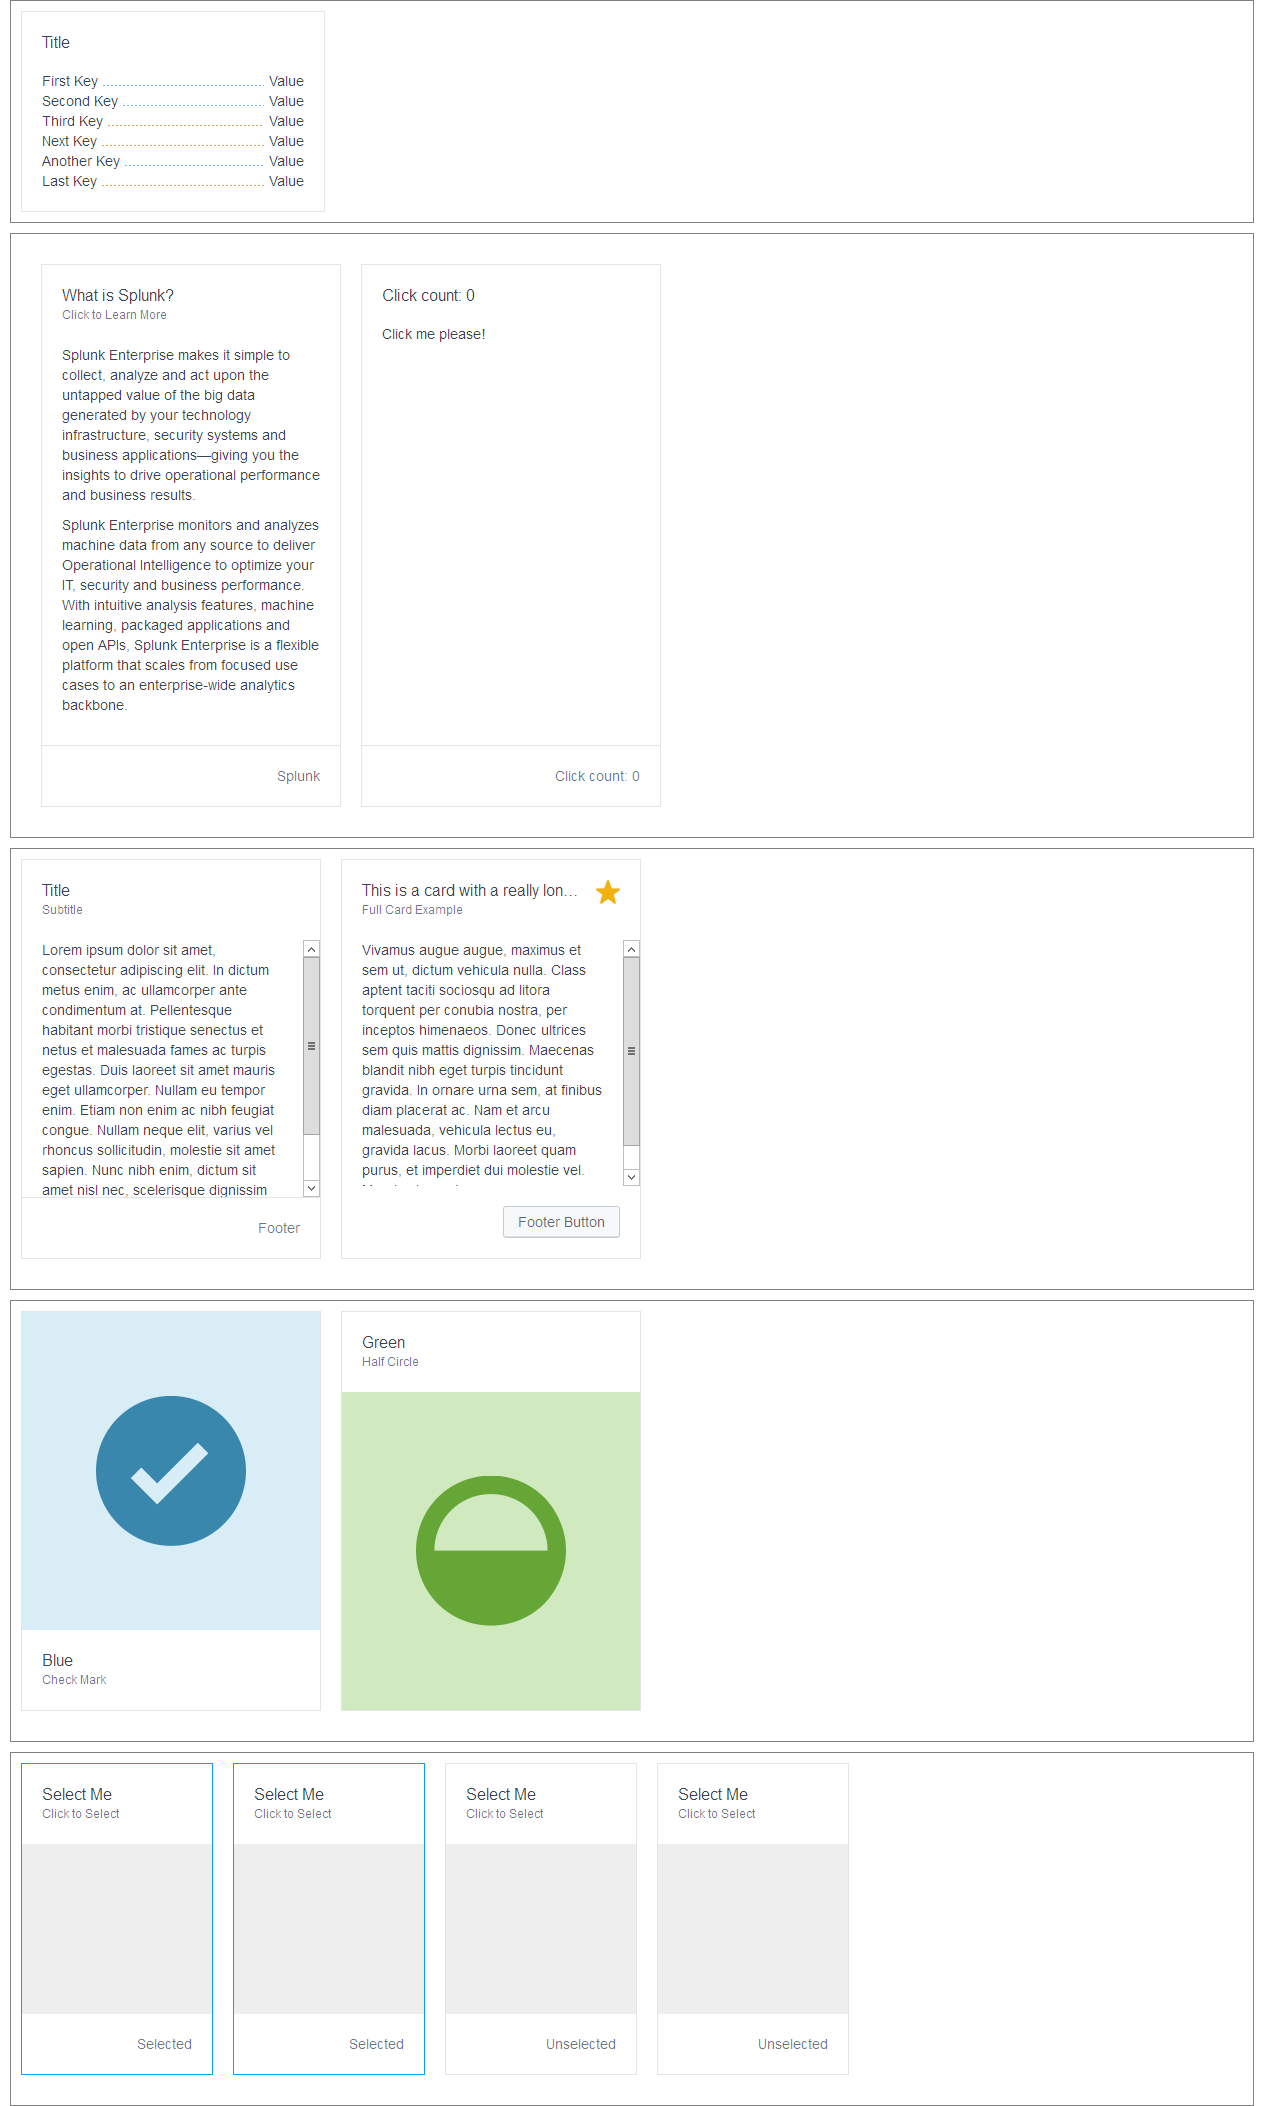 Title
First Key Value
Second Key Value
Third Key Value
Next Key Value
Another Key Value
Last Key Value
What is Splunk?
Click to Learn More
Splunk Enterprise makes it simple to
collect, analyze and act upon the
untapped value of the big data
generated by your technology
infrastructure, security systems and
business applications—giving you the
insights to drive operational performance
and business results.
Splunk Enterprise monitors and analyzes
machine data from any source to deliver
Operational Intelligence to optimize your
IT, security and business performance.
With intuitive analysis features, machine
learning, packaged applications and
open APIs, Splunk Enterprise is a flexible
platform that scales from focused use
cases to an enterprise-wide analytics
backbone.
Splunk
Click count: 0
Click me please!
Click count: 0
Title
Subtitle
Lorem ipsum dolor sit amet,
consectetur adipiscing elit. In dictum
metus enim, ac ullamcorper ante
condimentum at. Pellentesque
habitant morbi tristique senectus et
netus et malesuada fames ac turpis
egestas. Duis laoreet sit amet mauris
eget ullamcorper. Nullam eu tempor
enim. Etiam non enim ac nibh feugiat
congue. Nullam neque elit, varius vel
rhoncus sollicitudin, molestie sit amet
sapien. Nunc nibh enim, dictum sit
amet nisl nec, scelerisque dignissim
Footer
This is a card with a really lon…
Full Card Example
Vivamus augue augue, maximus et
sem ut, dictum vehicula nulla. Class
aptent taciti sociosqu ad litora
torquent per conubia nostra, per
inceptos himenaeos. Donec ultrices
sem quis mattis dignissim. Maecenas
blandit nibh eget turpis tincidunt
gravida. In ornare urna sem, at finibus
diam placerat ac. Nam et arcu
malesuada, vehicula lectus eu,
gravida lacus. Morbi laoreet quam
purus, et imperdiet dui molestie vel.
Footer Button
Blue
Check Mark
Green
Half Circle
Select Me
Click to Select
Selected
Select Me
Click to Select
Selected
Select Me
Click to Select
Unselected
Select Me
Click to Select
Unselected